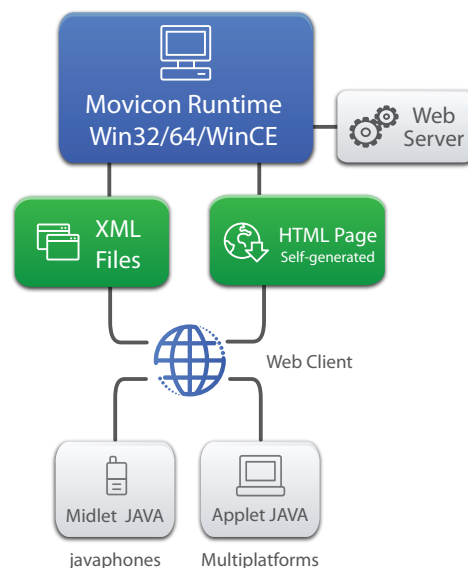 Movicon Runtime
Win32/64/WinCE
Web
Server
XML
Files
HTML Page
Self-generated
Web Client
Midlet JAVA
Applet JAVA
javaphones
Multiplatforms